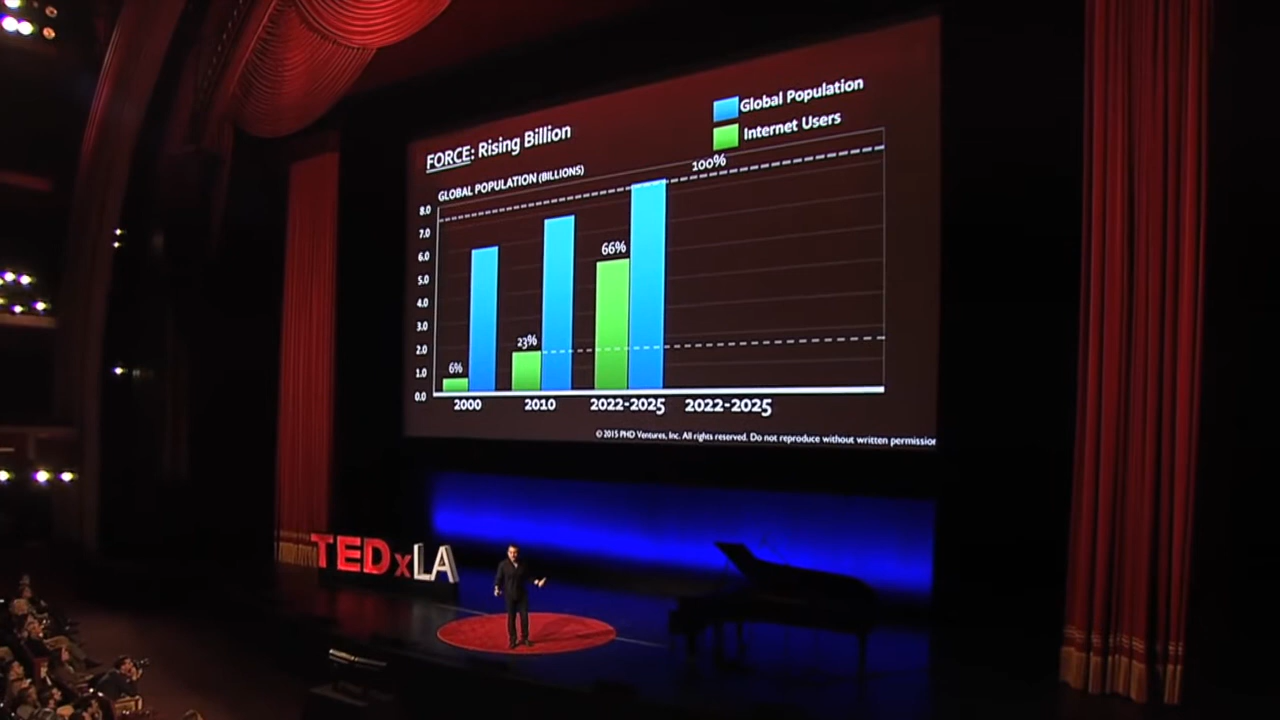 Global Population
Internet Users
FORCE: Rising Billion
GLOBAL POPULATION (BILLIONS)
100%
8.0
7.0
6.0
5.0
4.0
3.0
2.0
1.0
0.0
6%
23%
66%
2000
2010
2022-2025
2022-2025
© 2015 PHD Ventures, Inc. All rights reserved. Do not reproduce without written permission
TEDxLA